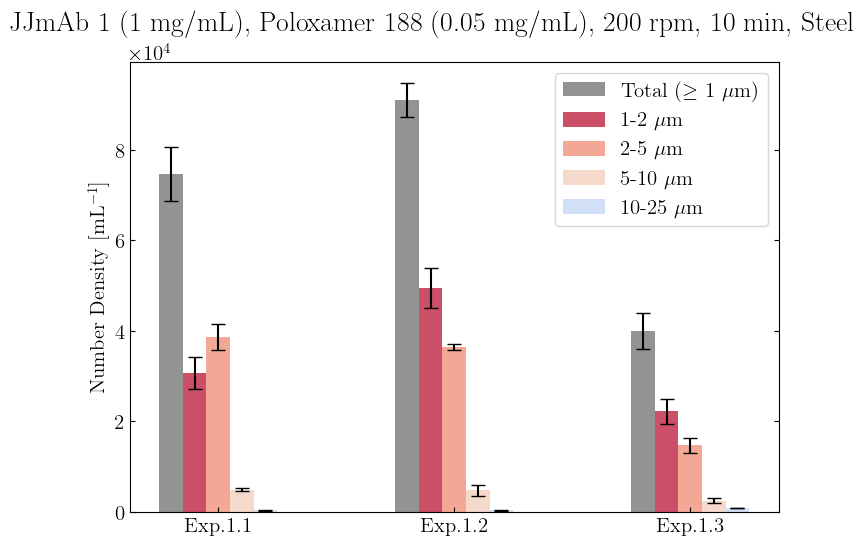 JJmAb 1 (1 mg/mL), Poloxamer 188 (0.05 mg/mL), 200 rpm, 10 min, Steel
×10⁴
Total (≥ 1 μm)
1-2 μm
2-5 μm
5-10 μm
10-25 μm
Number Density [mL⁻¹]
8
6
4
2
0
Exp.1.1 Exp.1.2 Exp.1.3